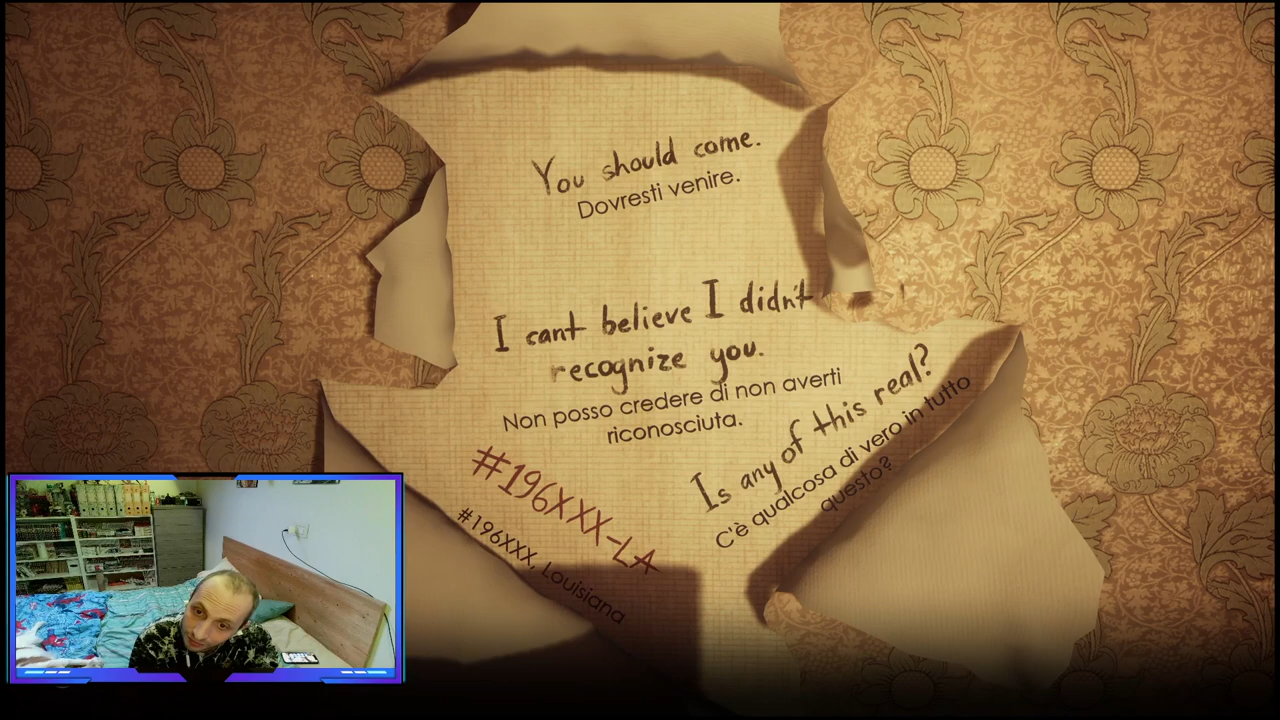 You should come.
Dovresti venire.
I cant believe I didn't
recognize you.
Non posso credere di non averti
riconosciuta.
Is any of this real?
C'è qualcosa di vero in tutto
questo?
#196XXX-LA
#196XXX, Louisiana